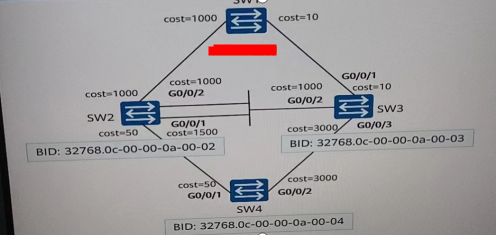 SW1
cost=1000
cost=10
cost=1000
G0/0/2
cost=1000
G0/0/1
cost=1000
cost=10
G0/0/2
SW2
G0/0/1
SW3
cost=50
cost=1500
cost=3000
G0/0/3
BID: 32768.0c-00-00-0a-00-02
BID: 32768.0c-00-00-0a-00-03
cost=50
cost=3000
G0/0/1
G0/0/2
SW4
BID: 32768.0c-00-00-0a-00-04